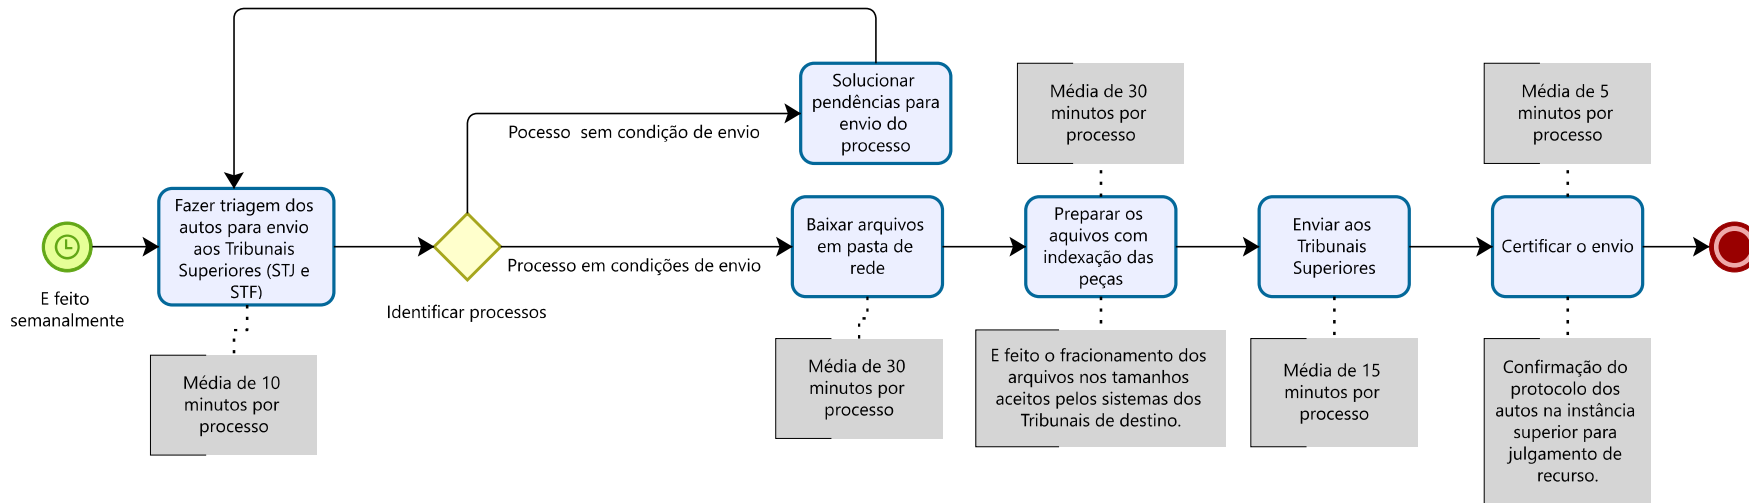 E feito
semanalmente
Fazer triagem dos
autos para envio
aos Tribunais
Superiores (STJ e
STF)
Média de 10
minutos por
processo
Identificar processos
Pocesso  sem condição de envio
Solucionar
pendências para
envio do
processo
Processo em condições de envio
Baixar arquivos
em pasta de
rede
Média de 30
minutos por
processo
Média de 30
minutos por
processo
Preparar os
aquivos com
indexação das
peças
E feito o fracionamento dos
arquivos nos tamanhos
aceitos pelos sistemas dos
Tribunais de destino.
Enviar aos
Tribunais
Superiores
Média de 15
minutos por
processo
Média de 5
minutos por
processo
Certificar o envio
Confirmação do
protocolo dos
autos na instância
superior para
julgamento de
recurso.